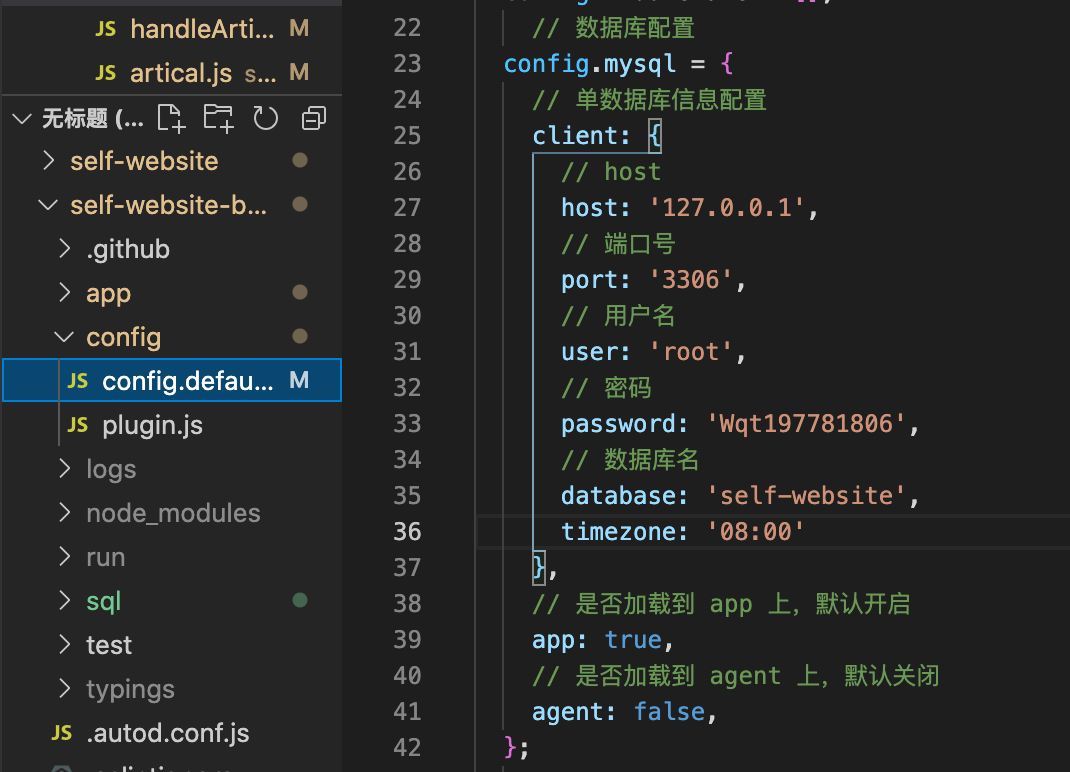 JS handleArti... M
JS artical.js s... M
无标题 (...
self-website
self-website-b...
.github
app
config
JS config.defau... M
JS plugin.js
logs
node_modules
run
sql
test
typings
JS .autod.conf.js
22 // 数据库配置
23 config.mysql = {
24 // 单数据库信息配置
25 client: {
26 // host
27 host: '127.0.0.1',
28 // 端口号
29 port: '3306',
30 // 用户名
31 user: 'root',
32 // 密码
33 password: 'Wqt197781806',
34 // 数据库名
35 database: 'self-website',
36 timezone: '08:00'
37 },
38 // 是否加载到 app 上，默认开启
39 app: true,
40 // 是否加载到 agent 上，默认关闭
41 agent: false,
42 };